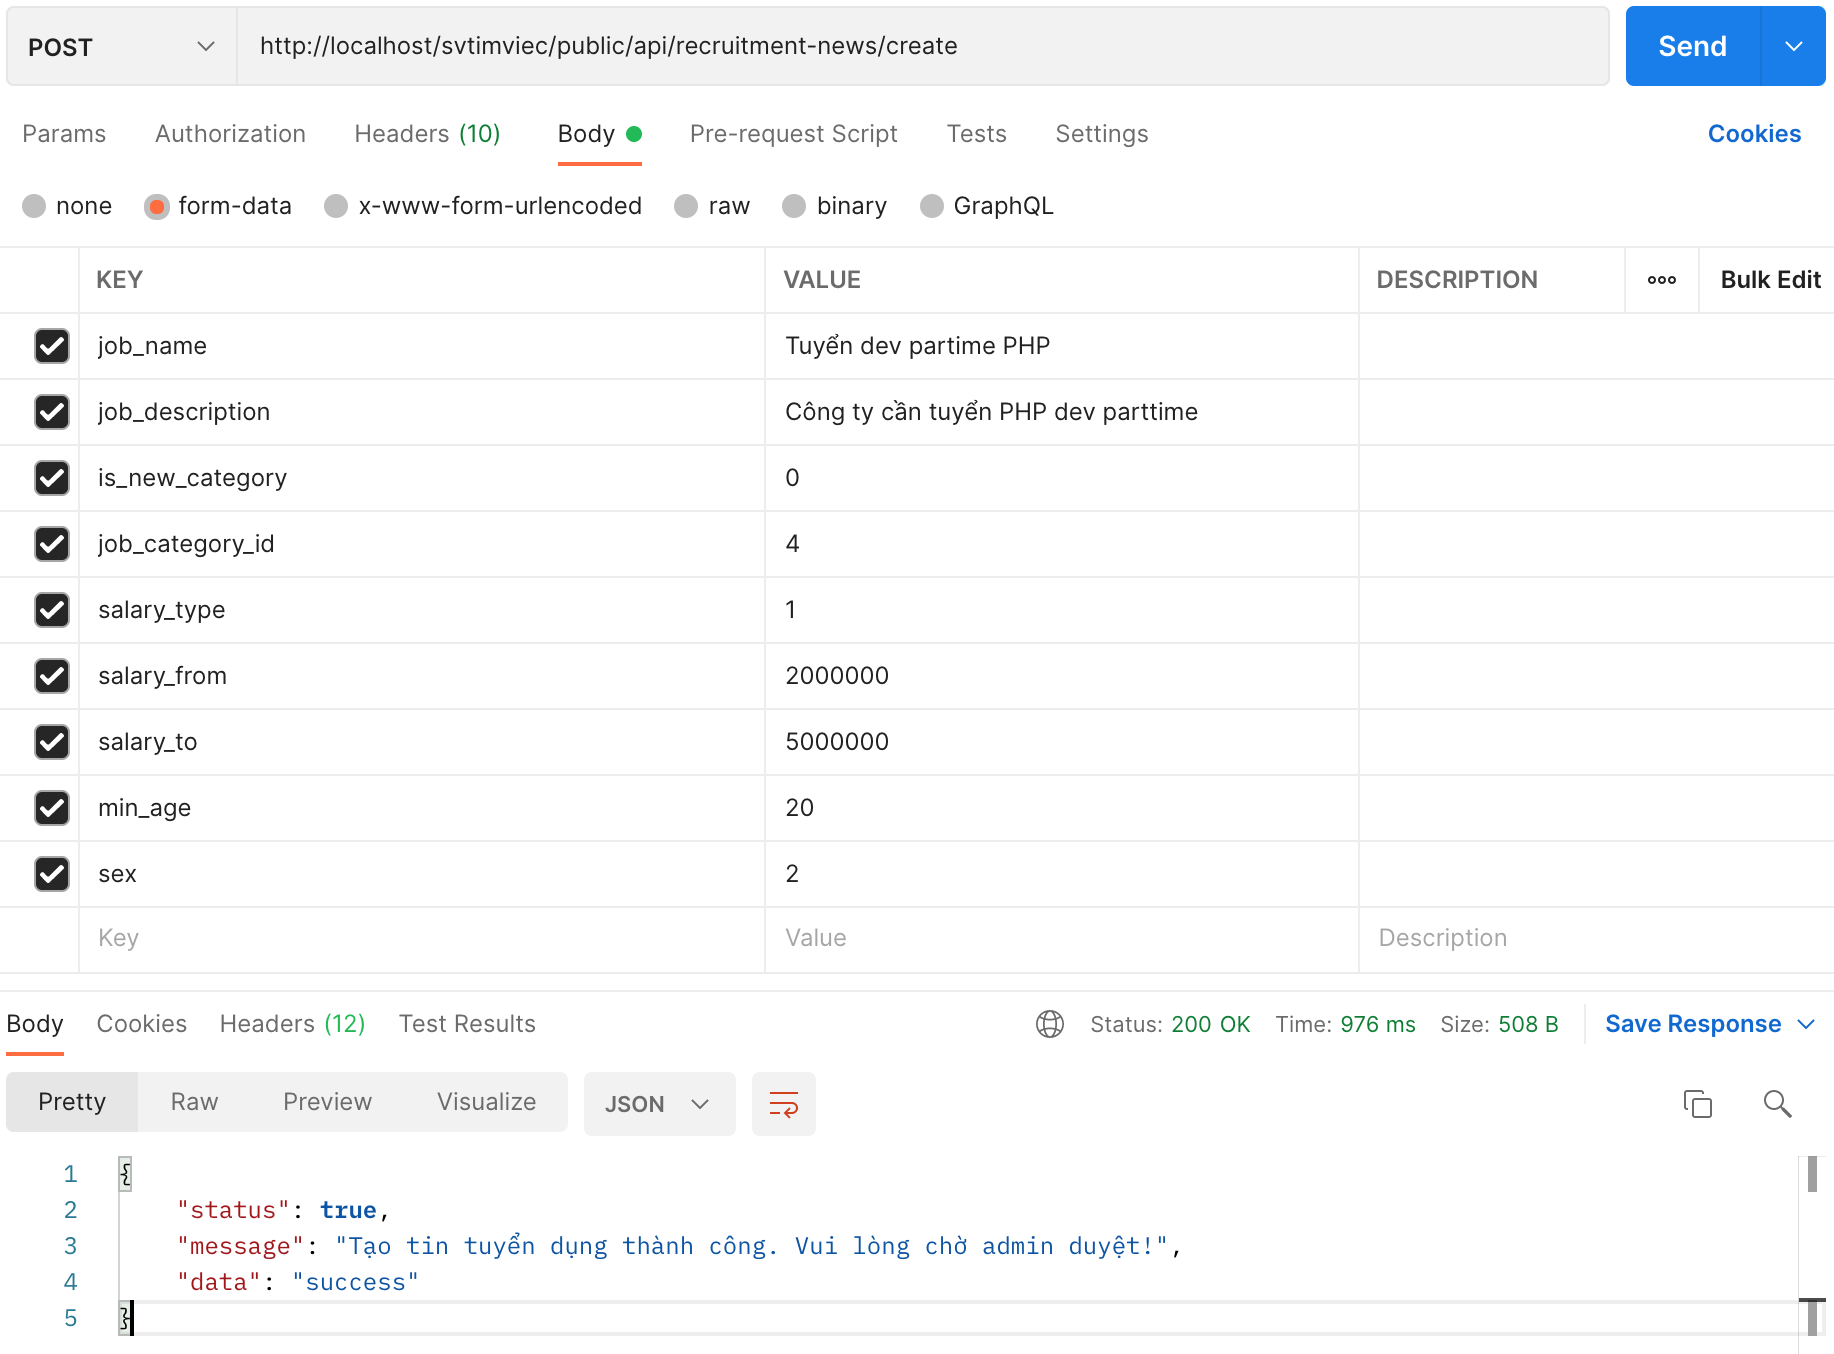 POST http://localhost/svtimviec/public/api/recruitment-news/create Send
Params Authorization Headers (10) Body Pre-request Script Tests Settings Cookies
none form-data x-www-form-urlencoded raw binary GraphQL
KEY VALUE DESCRIPTION ooo Bulk Edit
job_name Tuyển dev partime PHP
job_description Công ty cần tuyển PHP dev parttime
is_new_category 0
job_category_id 4
salary_type 1
salary_from 2000000
salary_to 5000000
min_age 20
sex 2
Key Value Description
Body Cookies Headers (12) Test Results Status: 200 OK Time: 976 ms Size: 508 B Save Response
Pretty Raw Preview Visualize JSON
1 {
2 "status": true,
3 "message": "Tạo tin tuyển dụng thành công. Vui lòng chờ admin duyệt!",
4 "data": "success"
5 }